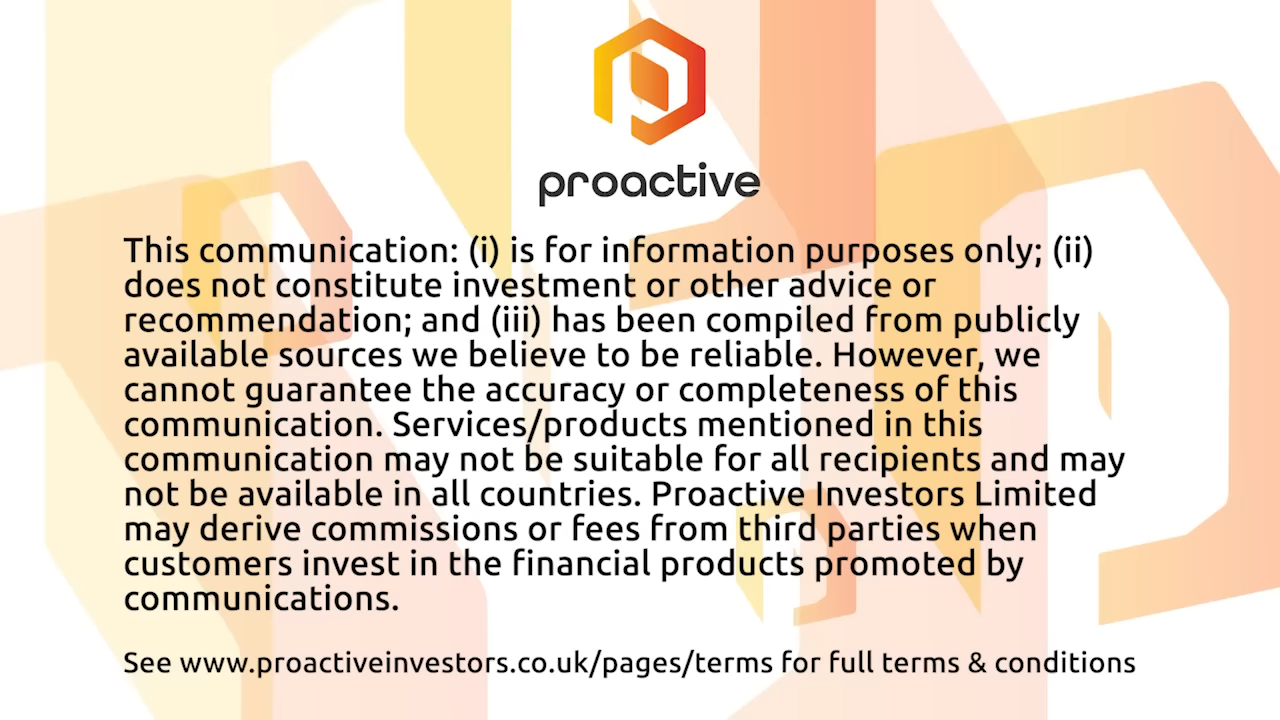 proactive
This communication: (i) is for information purposes only; (ii)
does not constitute investment or other advice or
recommendation; and (iii) has been compiled from publicly
available sources we believe to be reliable. However, we
cannot guarantee the accuracy or completeness of this
communication. Services/products mentioned in this
communication may not be suitable for all recipients and may
not be available in all countries. Proactive Investors Limited
may derive commissions or fees from third parties when
customers invest in the financial products promoted by
communications.
See www.proactiveinvestors.co.uk/pages/terms for full terms & conditions